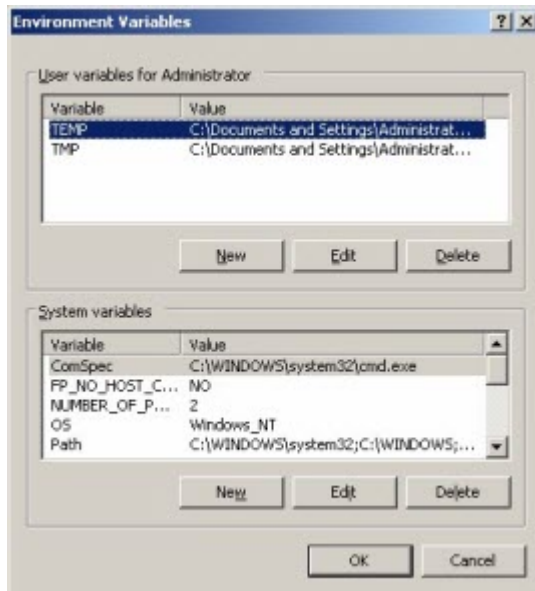 Environment Variables
User variables for Administrator
Variable Value
TEMP C:\Documents and Settings\Administrat...
TMP C:\Documents and Settings\Administrat...
New Edit Delete
System variables
Variable Value
ComSpec C:\WINDOWS\system32\cmd.exe
FP_NO_HOST_C... NO
NUMBER_OF_P... 2
OS Windows_NT
Path C:\WINDOWS\system32;C:\WINDOWS;...
New Edit Delete
OK Cancel